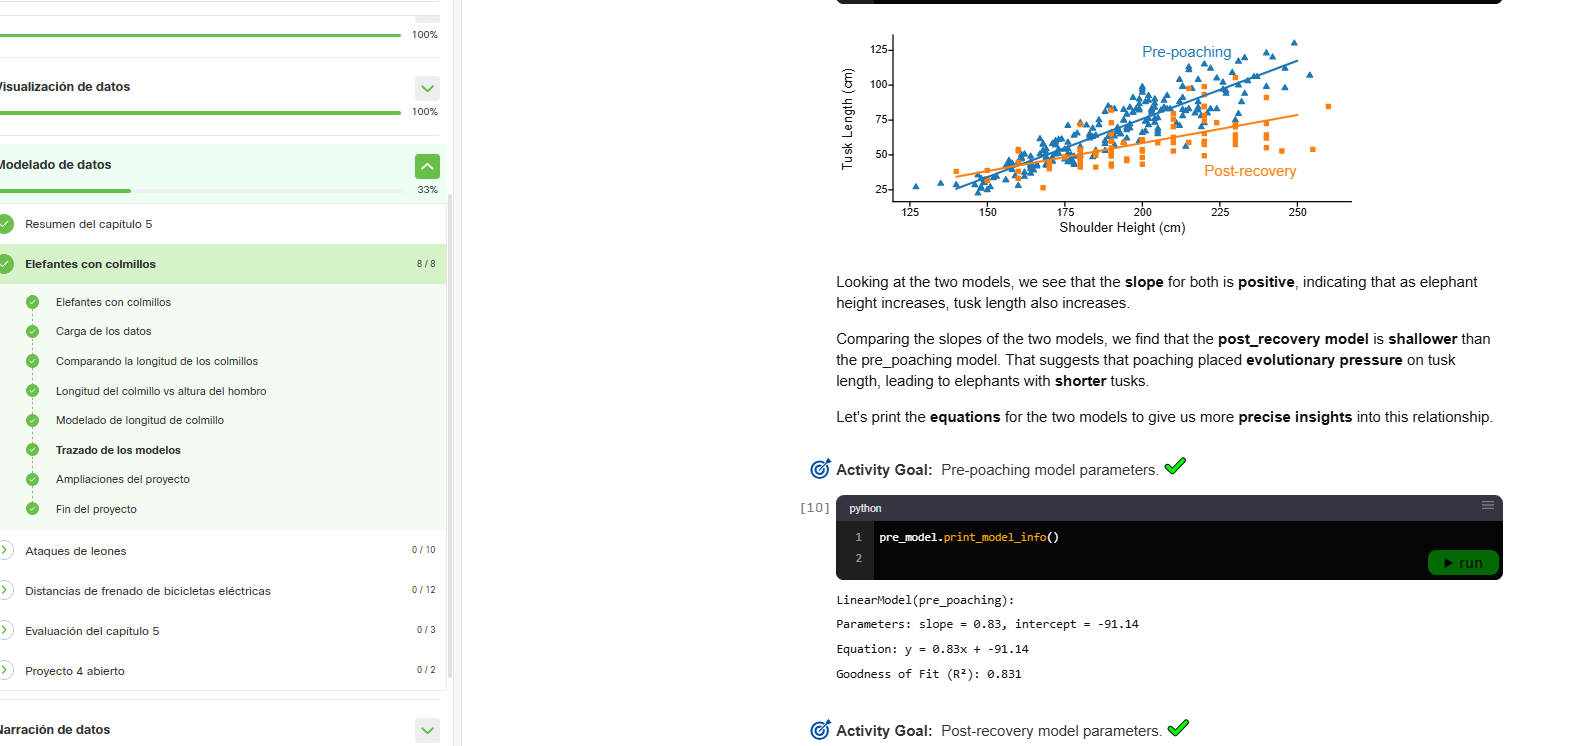 100%
Visualización de datos
100%
Modelado de datos
33%
Resumen del capítulo 5
Elefantes con colmillos 8 / 8
Elefantes con colmillos
Carga de los datos
Comparando la longitud de los colmillos
Longitud del colmillo vs altura del hombro
Modelado de longitud de colmillo
Trazado de los modelos
Ampliaciones del proyecto
Fin del proyecto
Ataques de leones 0 / 10
Distancias de frenado de bicicletas eléctricas 0 / 12
Evaluación del capítulo 5 0 / 3
Proyecto 4 abierto 0 / 2
Narración de datos
Tusk Length (cm)
125
100
75
50
25
Pre-poaching
Post-recovery
125 150 175 200 225 250
Shoulder Height (cm)
Looking at the two models, we see that the slope for both is positive, indicating that as elephant
height increases, tusk length also increases.
Comparing the slopes of the two models, we find that the post_recovery model is shallower than
the pre_poaching model. That suggests that poaching placed evolutionary pressure on tusk
length, leading to elephants with shorter tusks.
Let's print the equations for the two models to give us more precise insights into this relationship.
Activity Goal: Pre-poaching model parameters.
[10] python
1 pre_model.print_model_info()
2
run
LinearModel(pre_poaching):
Parameters: slope = 0.83, intercept = -91.14
Equation: y = 0.83x + -91.14
Goodness of Fit (R²): 0.831
Activity Goal: Post-recovery model parameters.